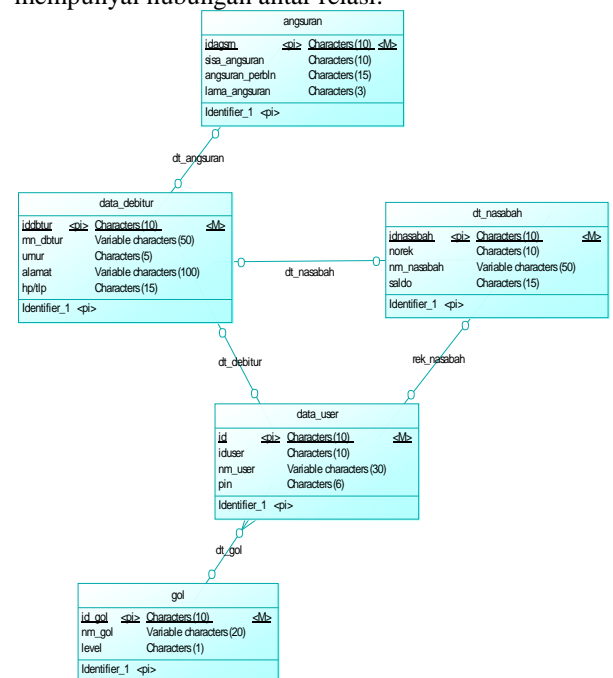 mempunyai hubungan antar relasi.
angsuran
idagsrn <pi> Characters (10) <M>
sisa_angsuran Characters (10)
angsuran_perbln Characters (15)
lama_angsuran Characters (3)
Identifier_1 <pi>
dt_angsuran
data_debitur
iddbtur <pi> Characters (10) <M>
mn_dbtur Variable characters (50)
umur Characters (5)
alamat Variable characters (100)
hp/tlp Characters (15)
Identifier_1 <pi>
dt_nasabah
dt_nasabah
idnasabah <pi> Characters (10) <M>
norek Characters (10)
nm_nasabah Variable characters (50)
saldo Characters (15)
Identifier_1 <pi>
dt_debitur
rek_nasabah
data_user
id <pi> Characters (10) <M>
iduser Characters (10)
nm_user Variable characters (30)
pin Characters (6)
Identifier_1 <pi>
dt_gol
gol
id_gol <pi> Characters (10) <M>
nm_gol Variable characters (20)
level Characters (1)
Identifier_1 <pi>